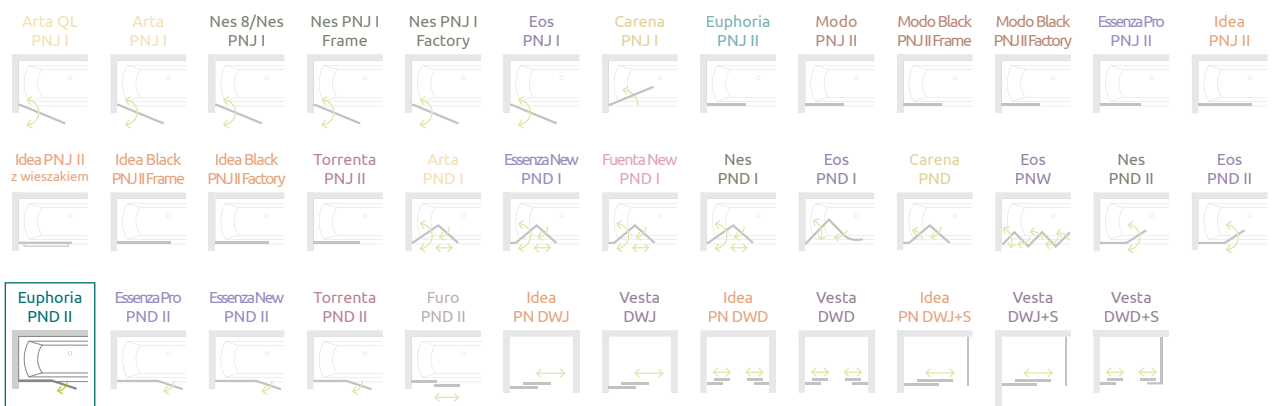 Arta QL
PNJ I
Arta
PNJ I
Nes 8/Nes
PNJ I
Nes PNJ I
Frame
Nes PNJ I
Factory
Eos
PNJ I
Carena
PNJ I
Euphoria
PNJ II
Modo
PNJ II
Modo Black
PNJ II Frame
Modo Black
PNJ II Factory
Essenza Pro
PNJ II
Idea
PNJ II
Idea PNJ II
z wieszakiem
Idea Black
PNJ II Frame
Idea Black
PNJ II Factory
Torrenta
PNJ II
Arta
PND I
Essenza New
PND I
Fuenta New
PND I
Nes
PND I
Eos
PND I
Carena
PND
Eos
PNW
Nes
PND II
Eos
PND II
Euphoria
PND II
Essenza Pro
PND II
Essenza New
PND II
Torrenta
PND II
Furo
PND II
Idea
PN DWJ
Vesta
DWJ
Idea
PN DWD
Vesta
DWD
Idea
PN DWJ+S
Vesta
DWJ+S
Vesta
DWD+S